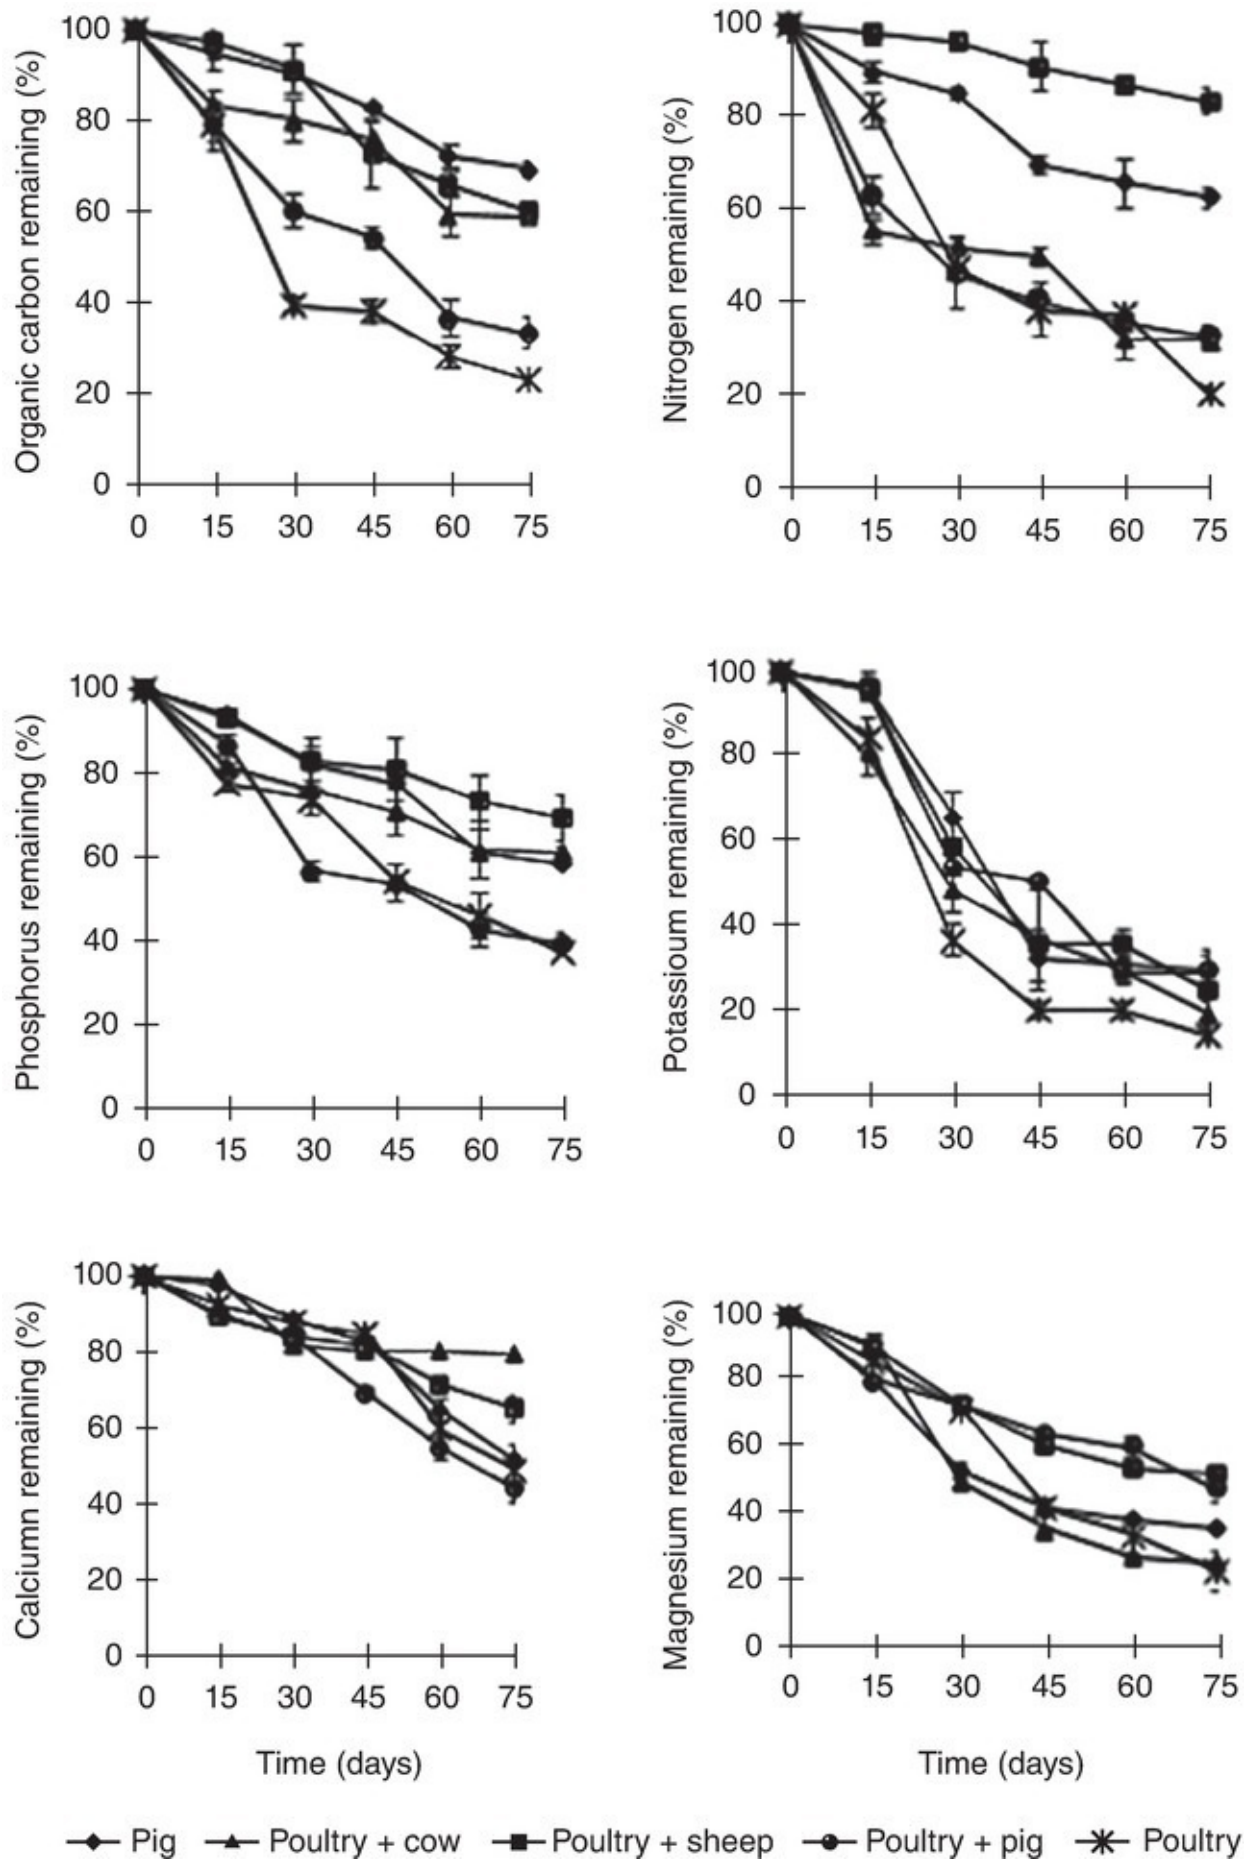 Organic carbon remaining (%)
100
80
60
40
20
0
0 15 30 45 60 75
Nitrogen remaining (%)
100
80
60
40
20
0
0 15 30 45 60 75
Phosphorus remaining (%)
100
80
60
40
20
0
0 15 30 45 60 75
Potassioum remaining (%)
100
80
60
40
20
0
0 15 30 45 60 75
Calciumn remaining (%)
100
80
60
40
20
0
0 15 30 45 60 75
Time (days)
Magnesium remaining (%)
100
80
60
40
20
0
0 15 30 45 60 75
Time (days)
Pig Poultry + cow Poultry + sheep Poultry + pig Poultry